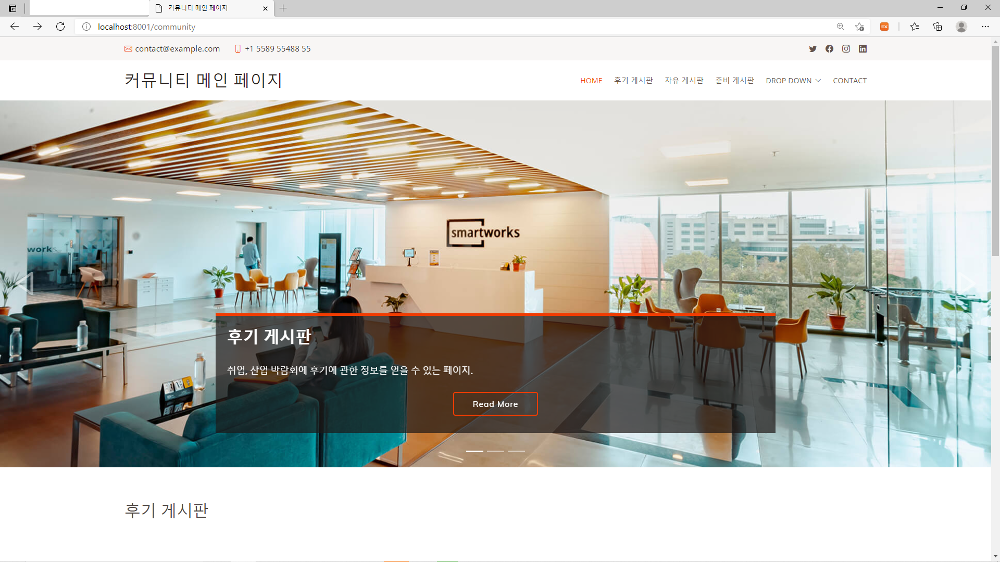 커뮤니티 메인 페이지
localhost:8001/community
contact@example.com
+1 5589 55488 55
커뮤니티 메인 페이지
HOME
후기 게시판
자유 게시판
준비 게시판
DROP DOWN
CONTACT
smartworks
works
후기 게시판
취업, 산업 박람회에 후기에 관한 정보를 얻을 수 있는 페이지.
Read More
후기 게시판